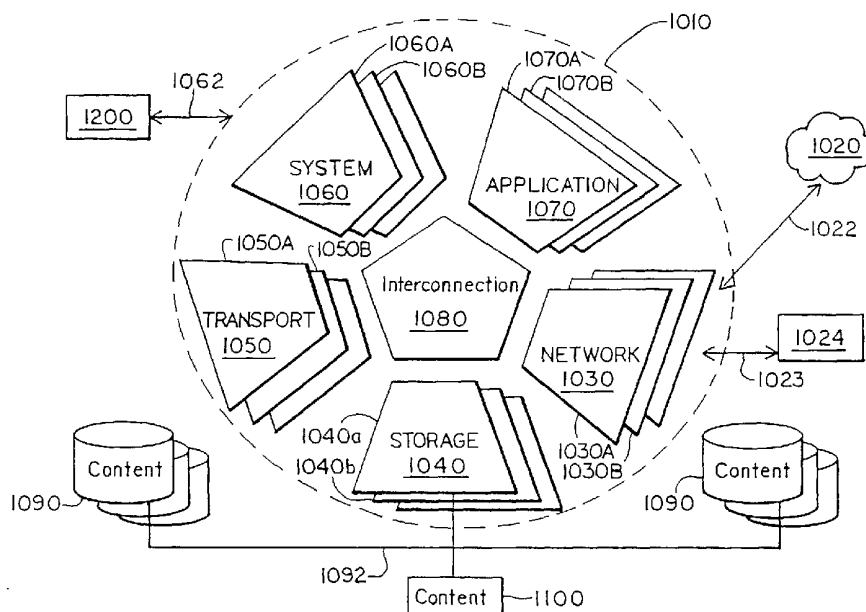 1060A
1060B
1070A
1070B
1010
1062
1200
SYSTEM
1060
APPLICATION
1070
1020
1022
1050A
1050B
Interconnection
1080
TRANSPORT
1050
NETWORK
1030
1024
1023
1040a
1040b
STORAGE
1040
1030A
1030B
Content
1090
Content
1090
1092
Content
1100